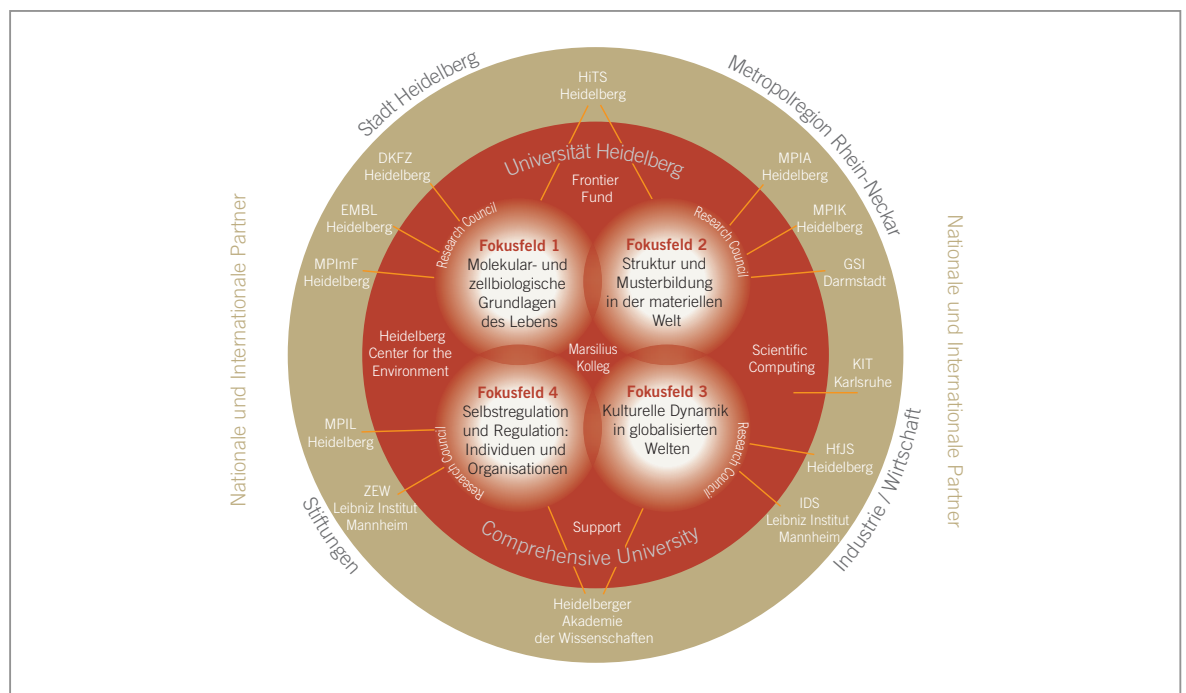 Stadt Heidelberg
Metropolregion Rhein-Neckar
Nationale und Internationale Partner
Nationale und Internationale Partner
Stiftungen
Industrie / Wirtschaft
HiTS
Heidelberg
DKFZ
Heidelberg
EMBL
Heidelberg
MPImF
Heidelberg
MPIA
Heidelberg
MPIK
Heidelberg
GSI
Darmstadt
Universität Heidelberg
Frontier
Fund
Research Council
Research Council
Fokusfeld 1
Molekular- und
zellbiologische
Grundlagen
des Lebens
Fokusfeld 2
Struktur und
Musterbildung
in der materiellen
Welt
Heidelberg
Center for the
Environment
Marsilius
Kolleg
Scientific
Computing
KIT
Karlsruhe
Fokusfeld 4
Selbstregulation
und Regulation:
Individuen und
Organisationen
Fokusfeld 3
Kulturelle Dynamik
in globalisierten
Welten
Research Council
Research Council
MPIL
Heidelberg
ZEW
Leibniz Institut
Mannheim
HfJS
Heidelberg
IDS
Leibniz Institut
Mannheim
Support
Comprehensive University
Heidelberger
Akademie
der Wissenschaften